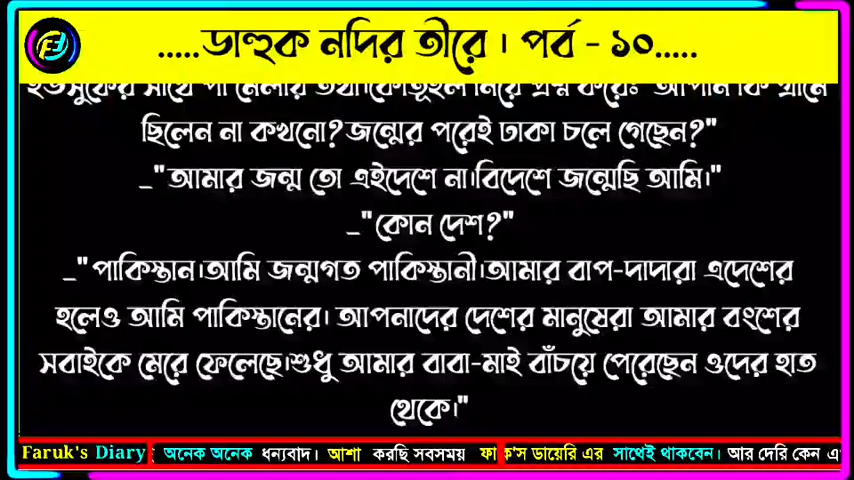 .....ডাহুক নদির তীরে। পর্ব - ১০.....
ছিলেন না কখনো? জন্মের পরেই ঢাকা চলে গেছেন?"
_"আমার জন্ম তো এইদেশে না।বিদেশে জন্মেছি আমি।"
_"কোন দেশ?"
_"পাকিস্তান।আমি জন্মগত পাকিস্তানী।আমার বাপ-দাদারা এদেশের
হলেও আমি পাকিস্তানের। আপনাদের দেশের মানুষেরা আমার বংশের
সবাইকে মেরে ফেলেছে।শুধু আমার বাবা-মাই বাঁচয়ে পেরেছেন ওদের হাত
থেকে।"
Faruk's Diary অনেক অনেক ধন্যবাদ। আশা করছি সবসময় ফারুক'স ডায়েরি এর সাথেই থাকবেন। আর দেরি কেন